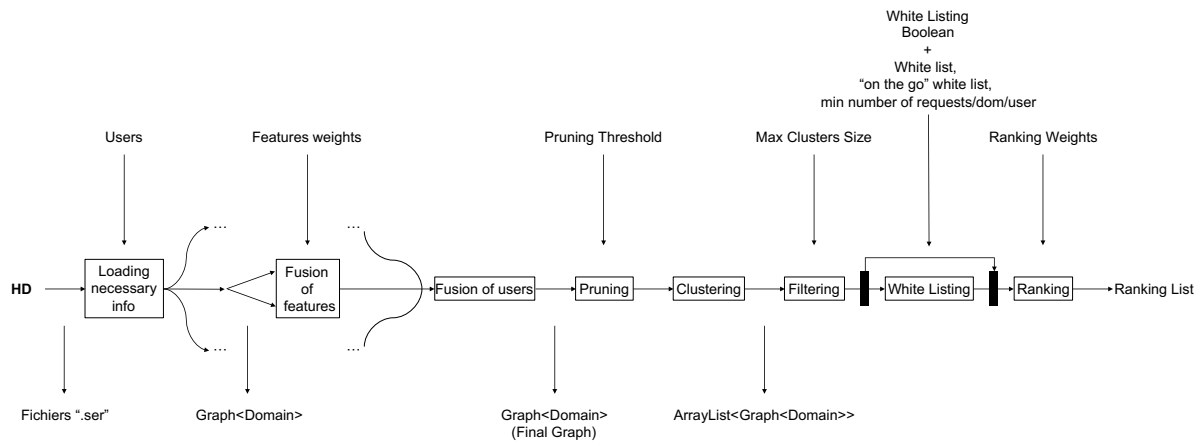 White Listing
Boolean
+
White list,
“on the go” white list,
min number of requests/dom/user
Users
Features weights
Pruning Threshold
Max Clusters Size
Ranking Weights
...
...
HD
Loading
necessary
info
Fusion
of
features
Fusion of users
Pruning
Clustering
Filtering
White Listing
Ranking
Ranking List
...
...
Fichiers “.ser”
Graph<Domain>
Graph<Domain>
(Final Graph)
ArrayList<Graph<Domain>>